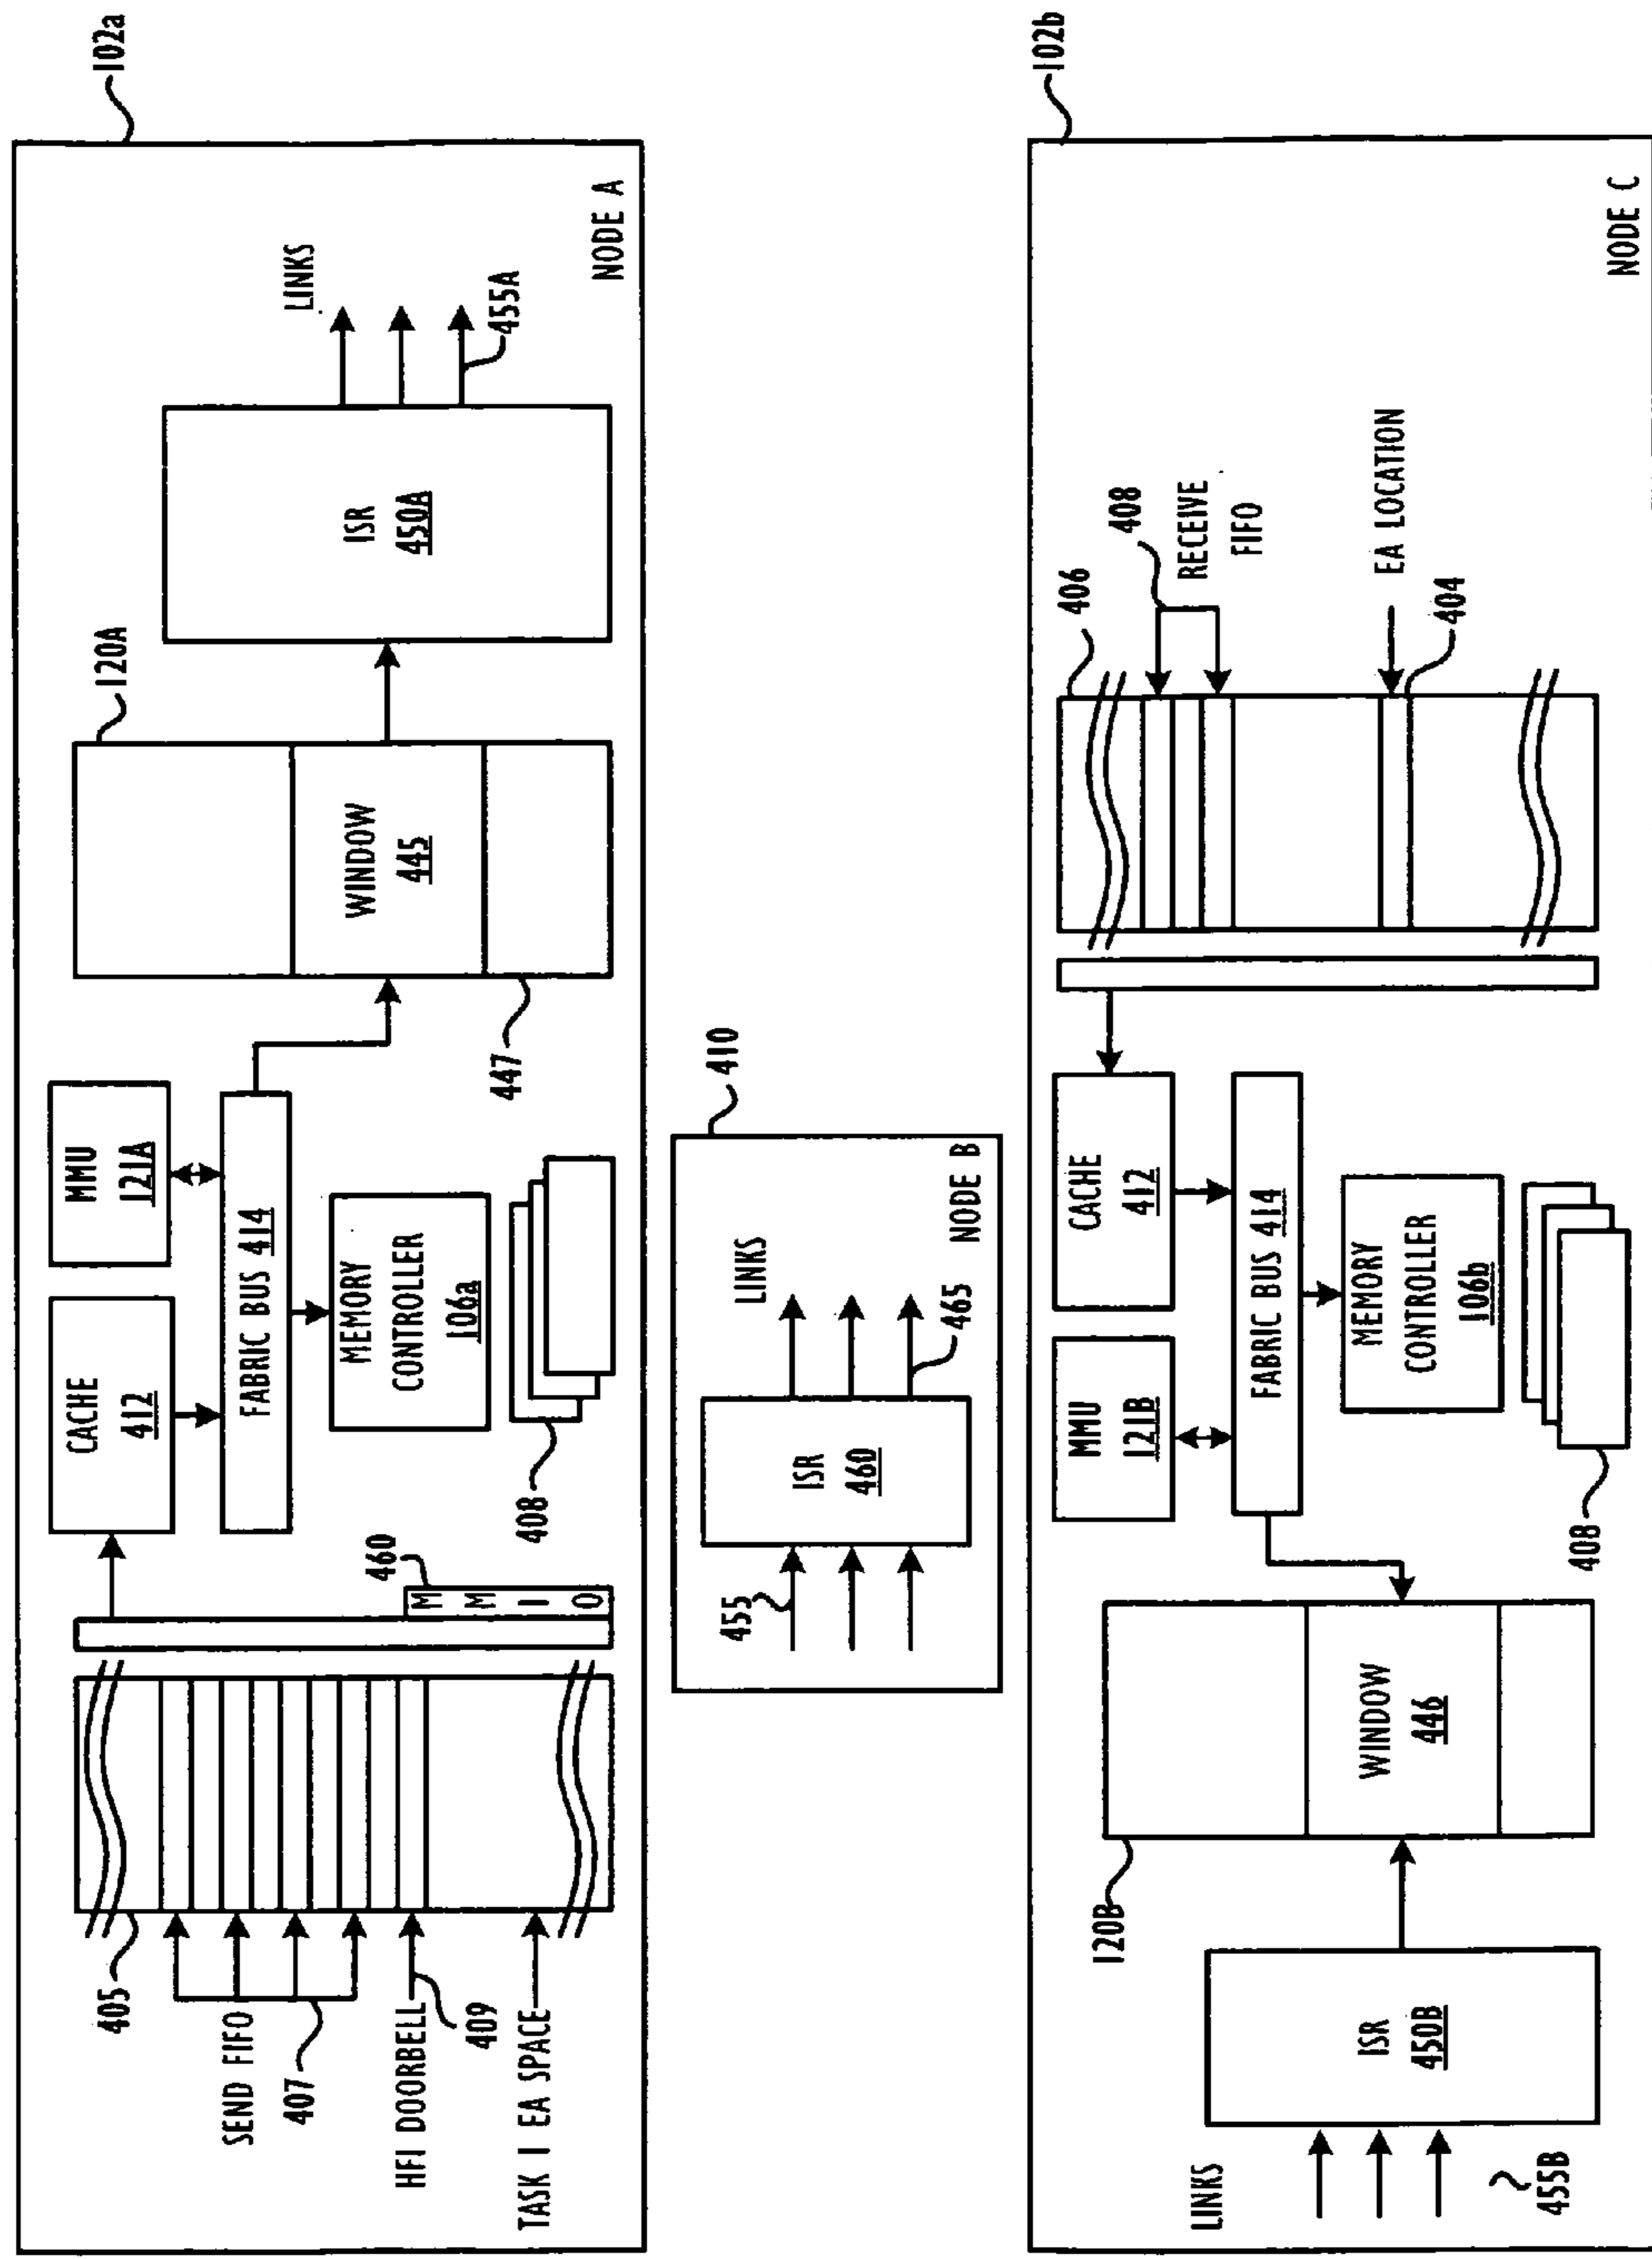 102a
NODE A
405
SEND FIFO
407
HFI DOORBELL
409
TASK I EA SPACE
460
M
M
I
O
CACHE
412
MMU
121A
FABRIC BUS 414
MEMORY
CONTROLLER
106a
408
120A
WINDOW
445
447
ISR
450A
LINKS
455A
410
NODE B
455
ISR
460
LINKS
465
102b
NODE C
LINKS
455B
ISR
450B
120B
WINDOW
446
MMU
121B
CACHE
412
FABRIC BUS 414
MEMORY
CONTROLLER
106b
408
406
408
RECEIVE
FIFO
EA LOCATION
404